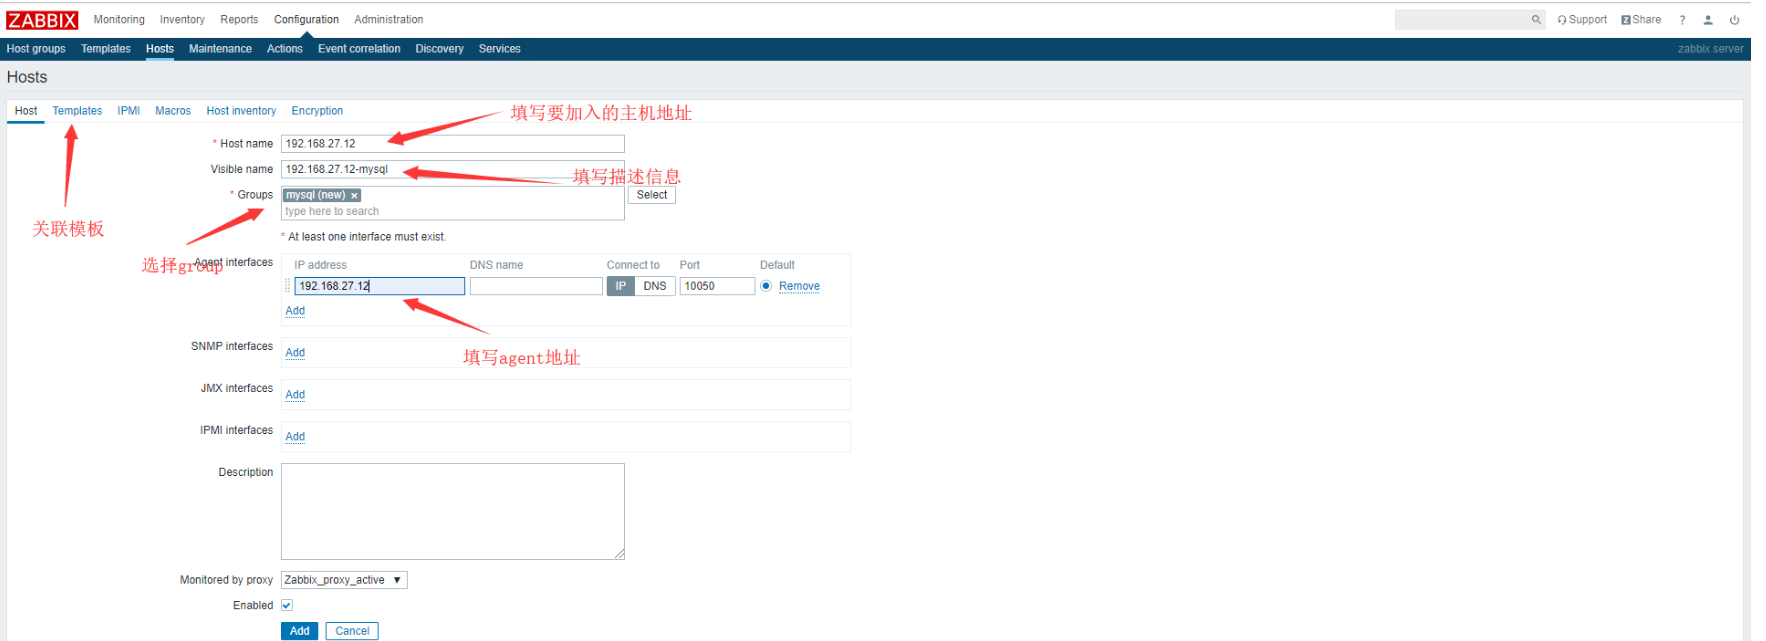 ZABBIX Monitoring Inventory Reports Configuration Administration Support Share ?
Host groups Templates Hosts Maintenance Actions Event correlation Discovery Services zabbix server
Hosts
Host Templates IPMI Macros Host inventory Encryption
填写要加入的主机地址
* Host name 192.168.27.12
Visible name 192.168.27.12-mysql
填写描述信息
* Groups mysql (new) × Select
type here to search
关联模板
* At least one interface must exist.
选择group
Agent interfaces IP address DNS name Connect to Port Default
192.168.27.12 IP DNS 10050 Remove
Add
填写agent地址
SNMP interfaces Add
JMX interfaces Add
IPMI interfaces Add
Description
Monitored by proxy Zabbix_proxy_active
Enabled
Add Cancel